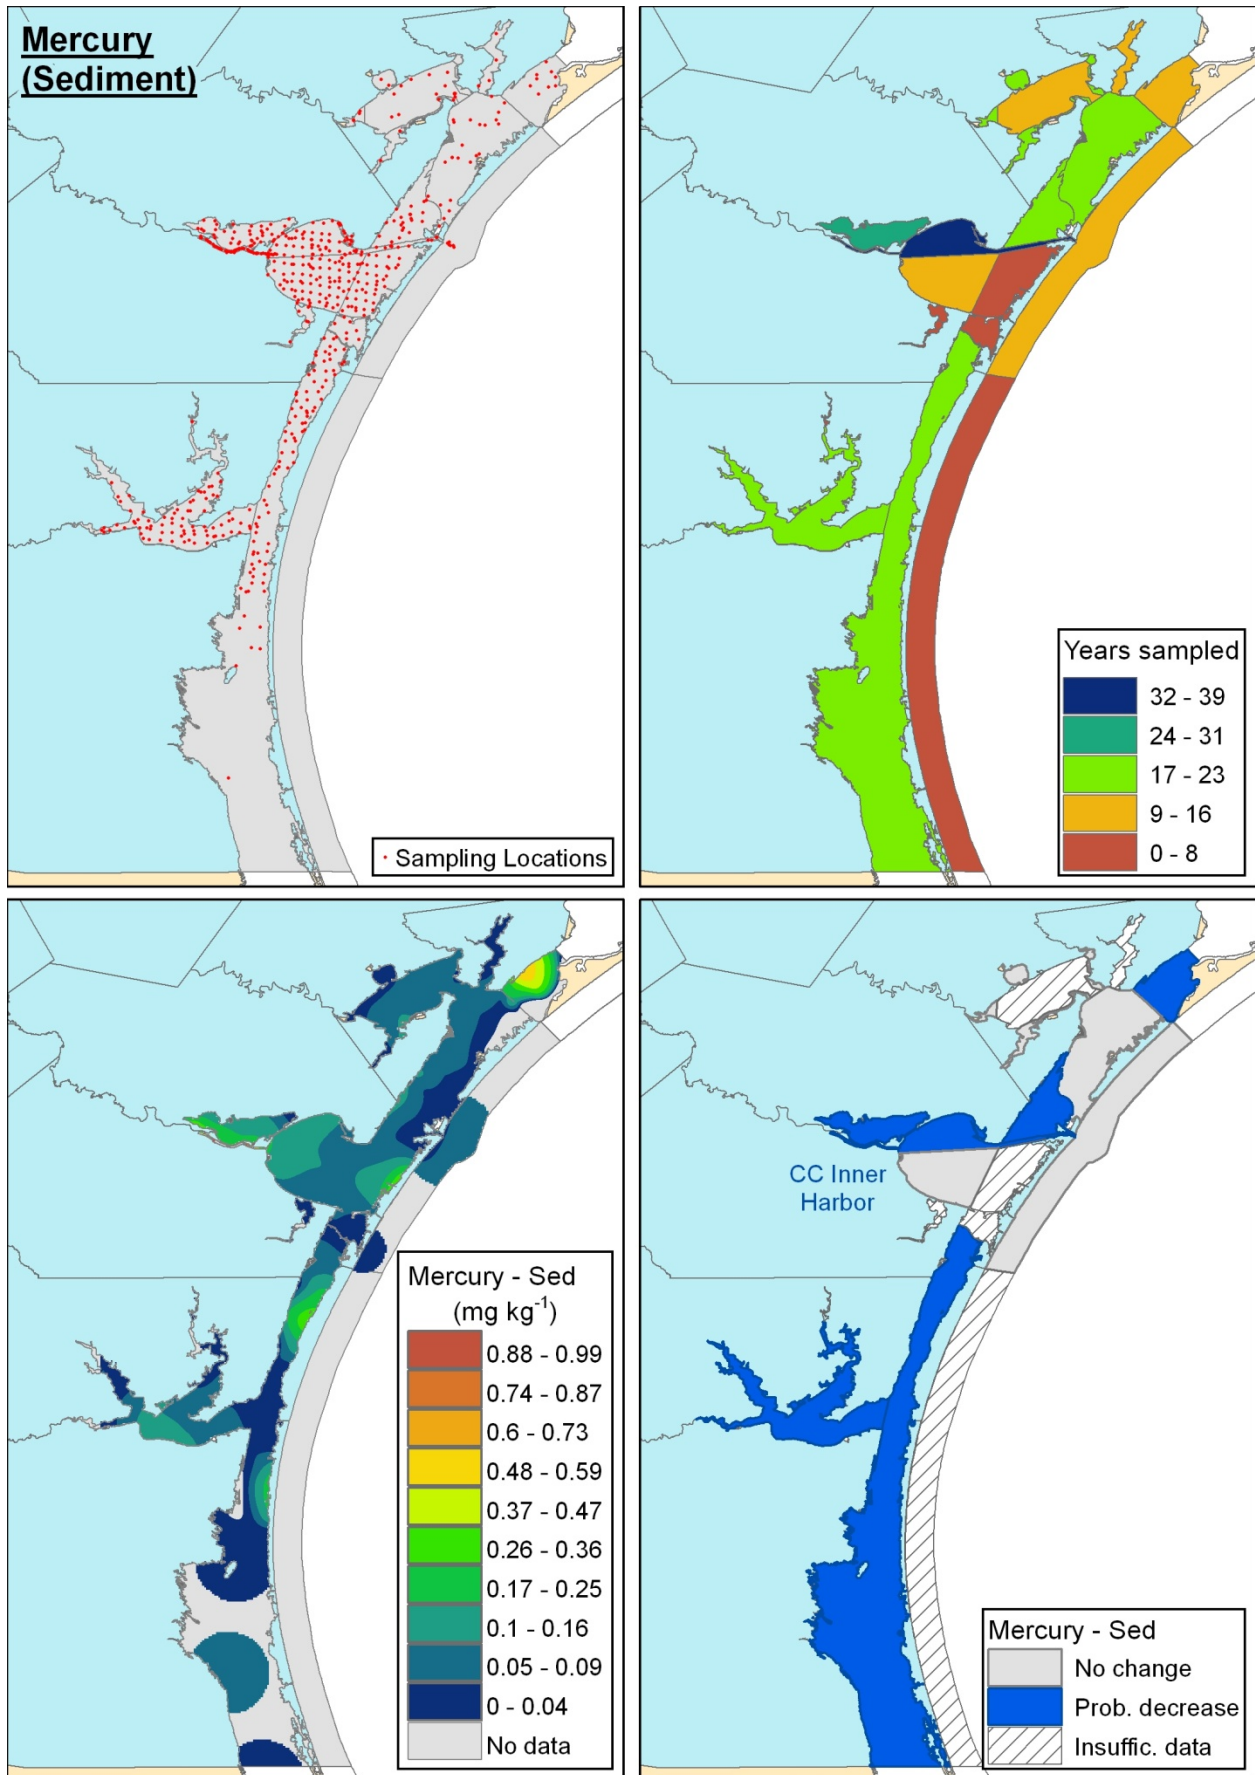 Mercury
(Sediment)
Sampling Locations
Years sampled
32 - 39
24 - 31
17 - 23
9 - 16
0 - 8
Mercury - Sed
(mg kg⁻¹)
0.88 - 0.99
0.74 - 0.87
0.6 - 0.73
0.48 - 0.59
0.37 - 0.47
0.26 - 0.36
0.17 - 0.25
0.1 - 0.16
0.05 - 0.09
0 - 0.04
No data
CC Inner
Harbor
Mercury - Sed
No change
Prob. decrease
Insuffic. data